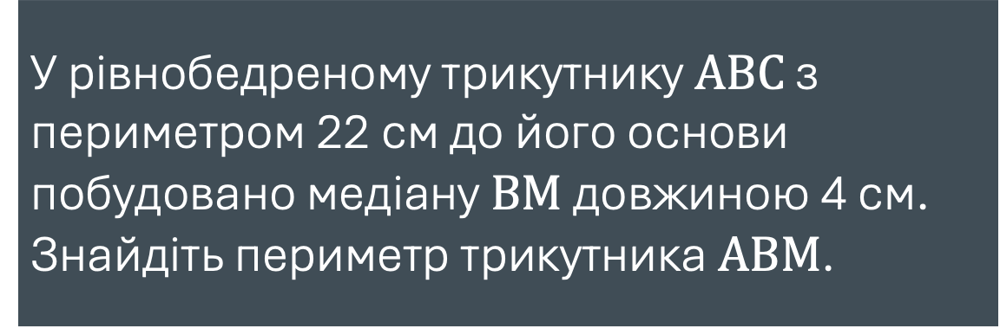 У рівнобедреному трикутнику ABC з
периметром 22 см до його основи
побудовано медіану BM довжиною 4 см.
Знайдіть периметр трикутника ABM.